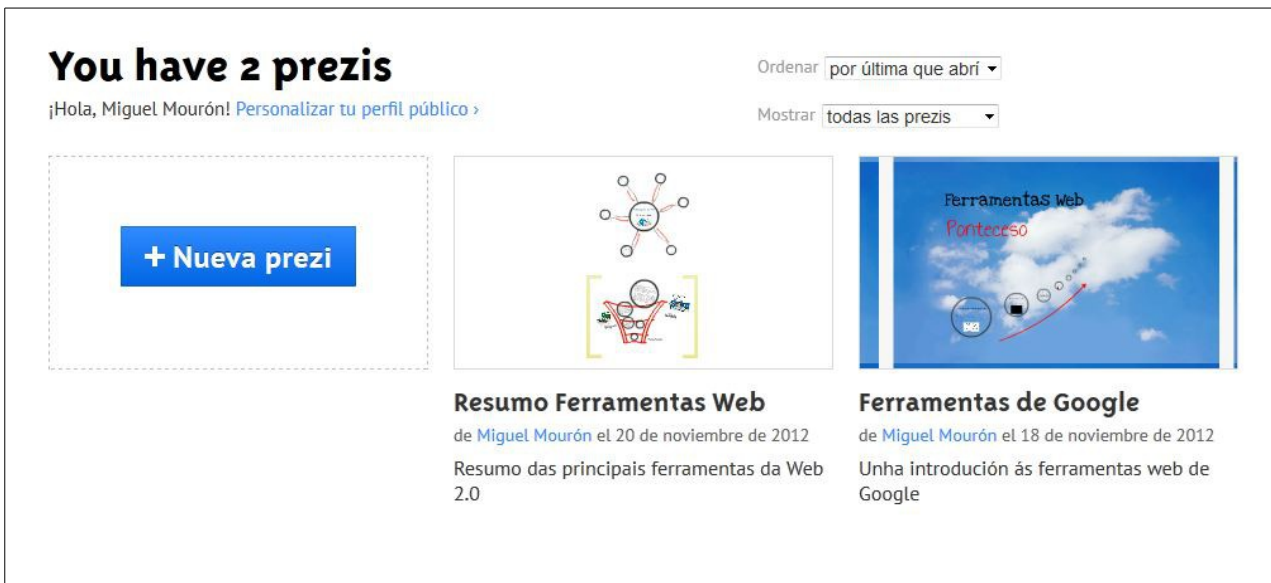 You have 2 prezis
¡Hola, Miguel Mourón! Personalizar tu perfil público ›
Ordenar por última que abrí
Mostrar todas las prezis
+ Nueva prezi
Ferramentas Web
Ponteceso
Resumo Ferramentas Web
de Miguel Mourón el 20 de noviembre de 2012
Resumo das principais ferramentas da Web
2.0
Ferramentas de Google
de Miguel Mourón el 18 de noviembre de 2012
Unha introdución ás ferramentas web de
Google